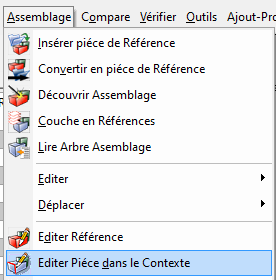 Assemblage Compare Vérifier Outils Ajout-Pro
Insérer piéce de Référence
Convertir en piéce de Référence
Découvrir Assemblage
Couche en Références
Lire Arbre Asemblage
Editer
Déplacer
Editer Référence
Editer Piéce dans le Contexte